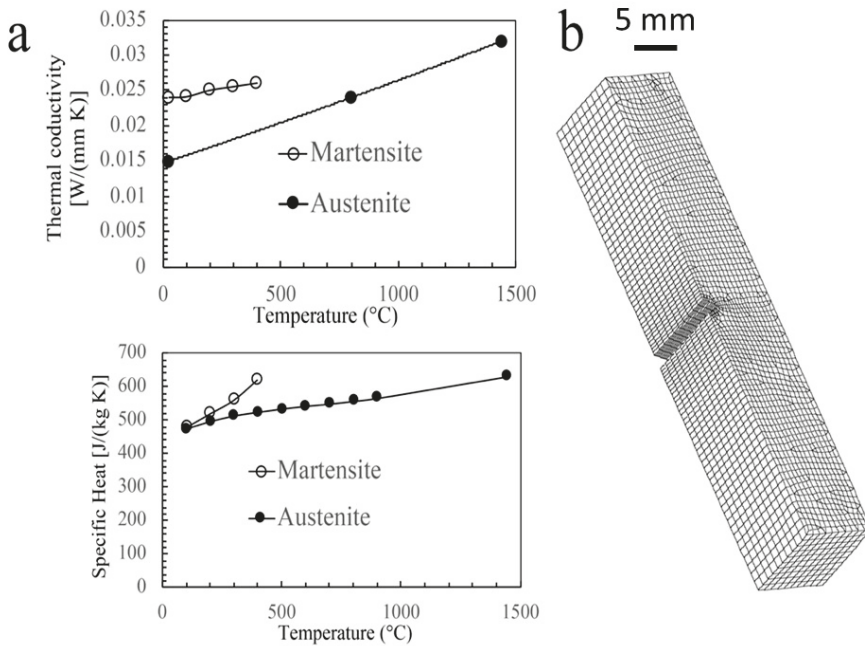 a
Thermal coductivity
[W/(mm K)]
0.035
0.03
0.025
0.02
0.015
0.01
0.005
0
Martensite
Austenite
0 500 1000 1500
Temperature (°C)
Specific Heat [J/(kg K)]
700
600
500
400
300
200
100
0
Martensite
Austenite
0 500 1000 1500
Temperature (°C)
b
5 mm